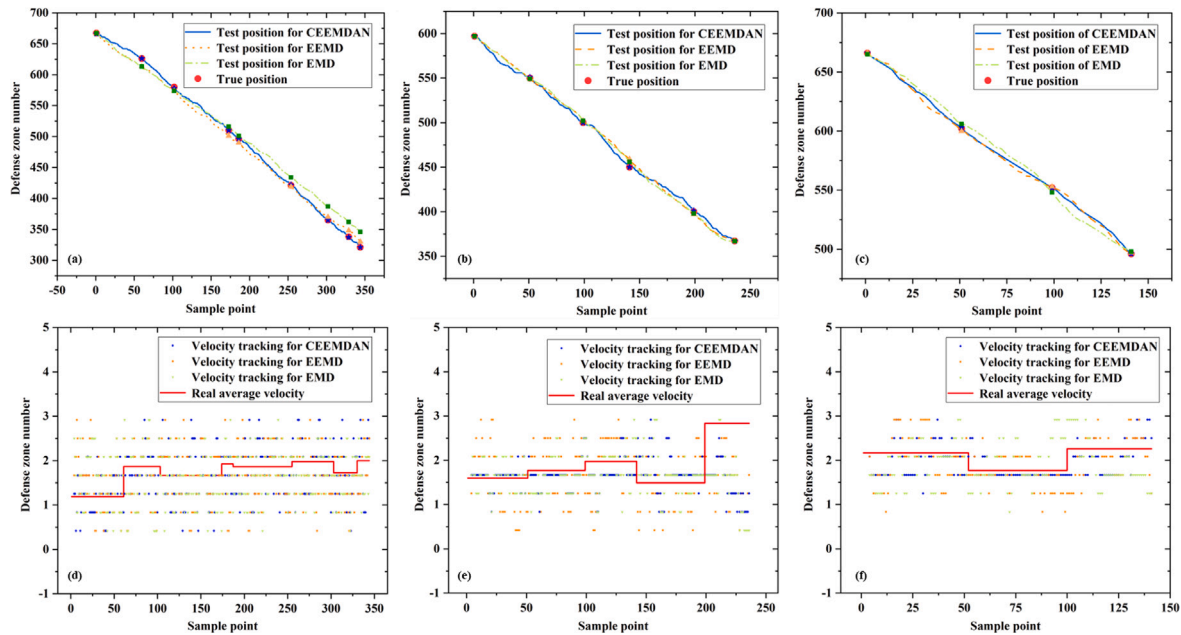 Test position for CEEMDAN
Test position for EEMD
Test position for EMD
True position
Defense zone number
700
650
600
550
500
450
400
350
300
(a)
-50 0 50 100 150 200 250 300 350
Sample point
Test position for CEEMDAN
Test position for EEMD
Test position for EMD
True position
Defense zone number
600
550
500
450
400
350
(b)
0 50 100 150 200 250
Sample point
Test position of CEEMDAN
Test position of EEMD
Test position of EMD
True position
Defense zone number
700
650
600
550
500
(c)
0 25 50 75 100 125 150
Sample point
Velocity tracking for CEEMDAN
Velocity tracking for EEMD
Velocity tracking for EMD
Real average velocity
Defense zone number
5
4
3
2
1
0
-1
(d)
0 50 100 150 200 250 300 350
Sample point
Velocity tracking for CEEMDAN
Velocity tracking for EEMD
Velocity tracking for EMD
Real average velocity
Defense zone number
5
4
3
2
1
0
-1
(e)
0 50 100 150 200 250
Sample point
Velocity tracking for CEEMDAN
Velocity tracking for EEMD
Velocity tracking for EMD
Real average velocity
Defense zone number
5
4
3
2
1
0
-1
(f)
0 50 100 150
Sample point